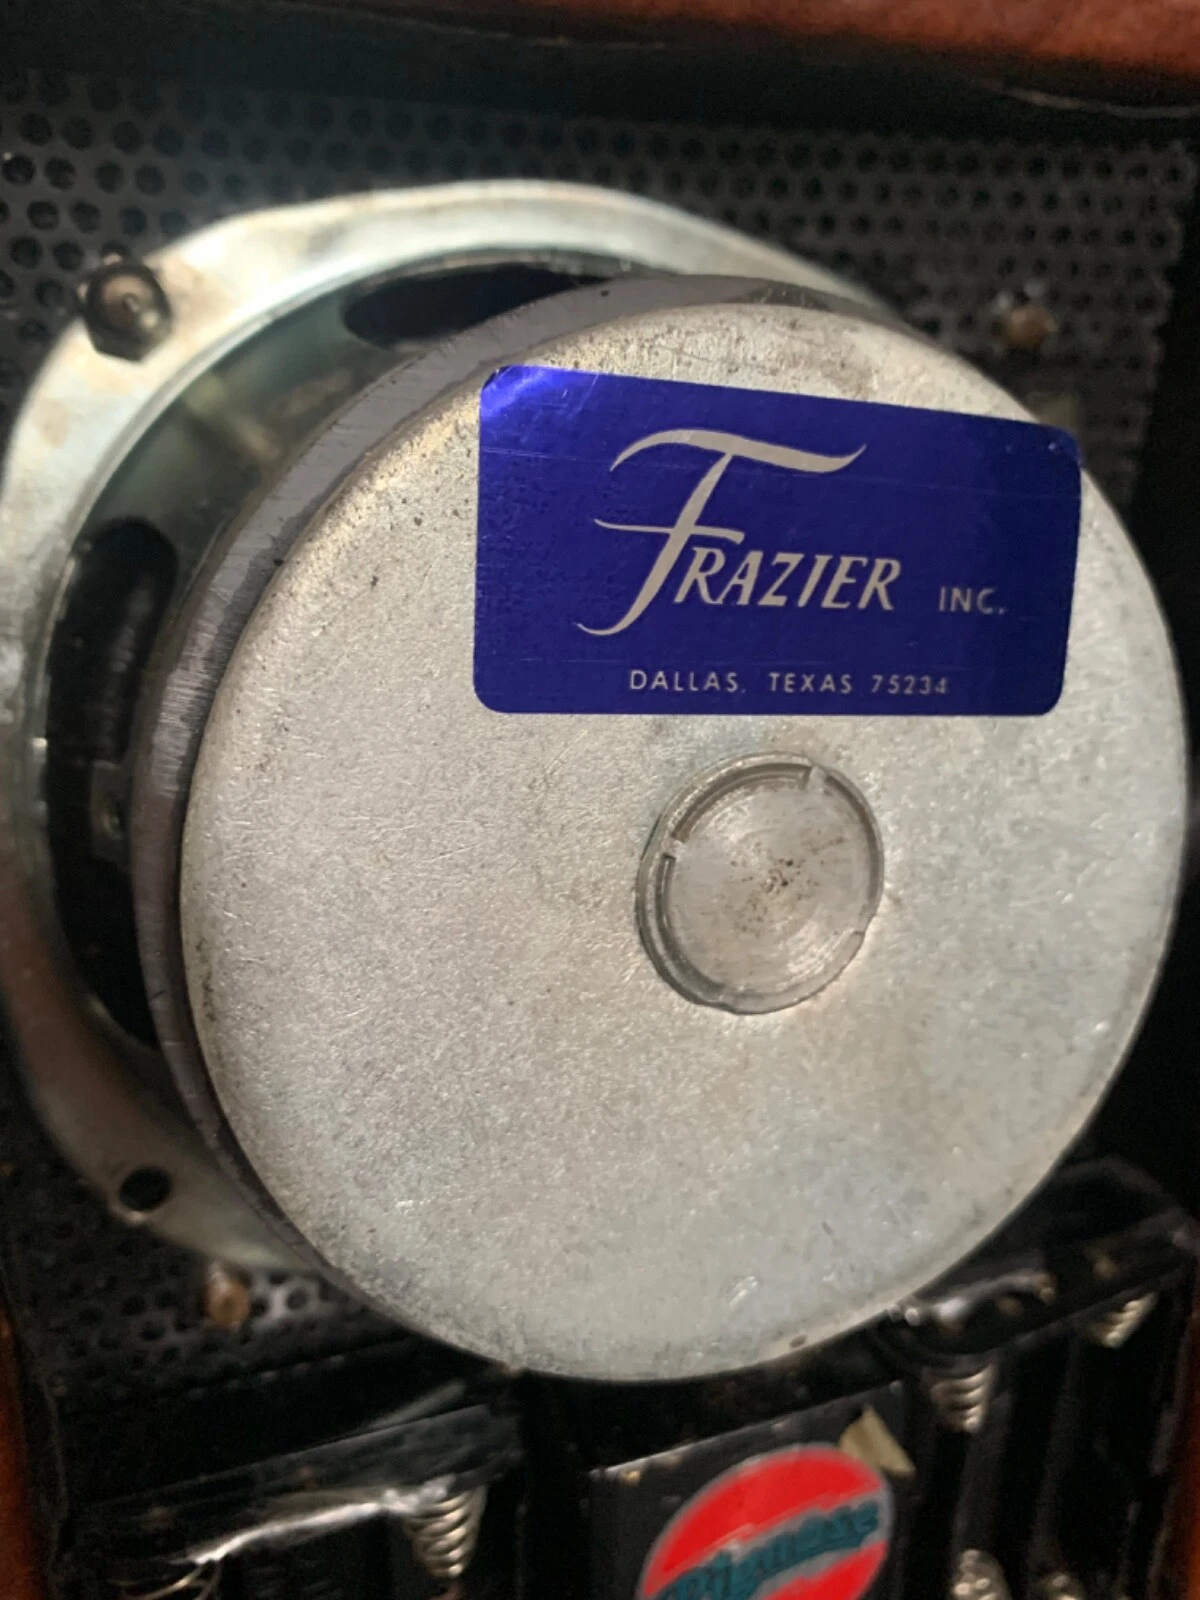 FRAZIER INC.
DALLAS, TEXAS 75234